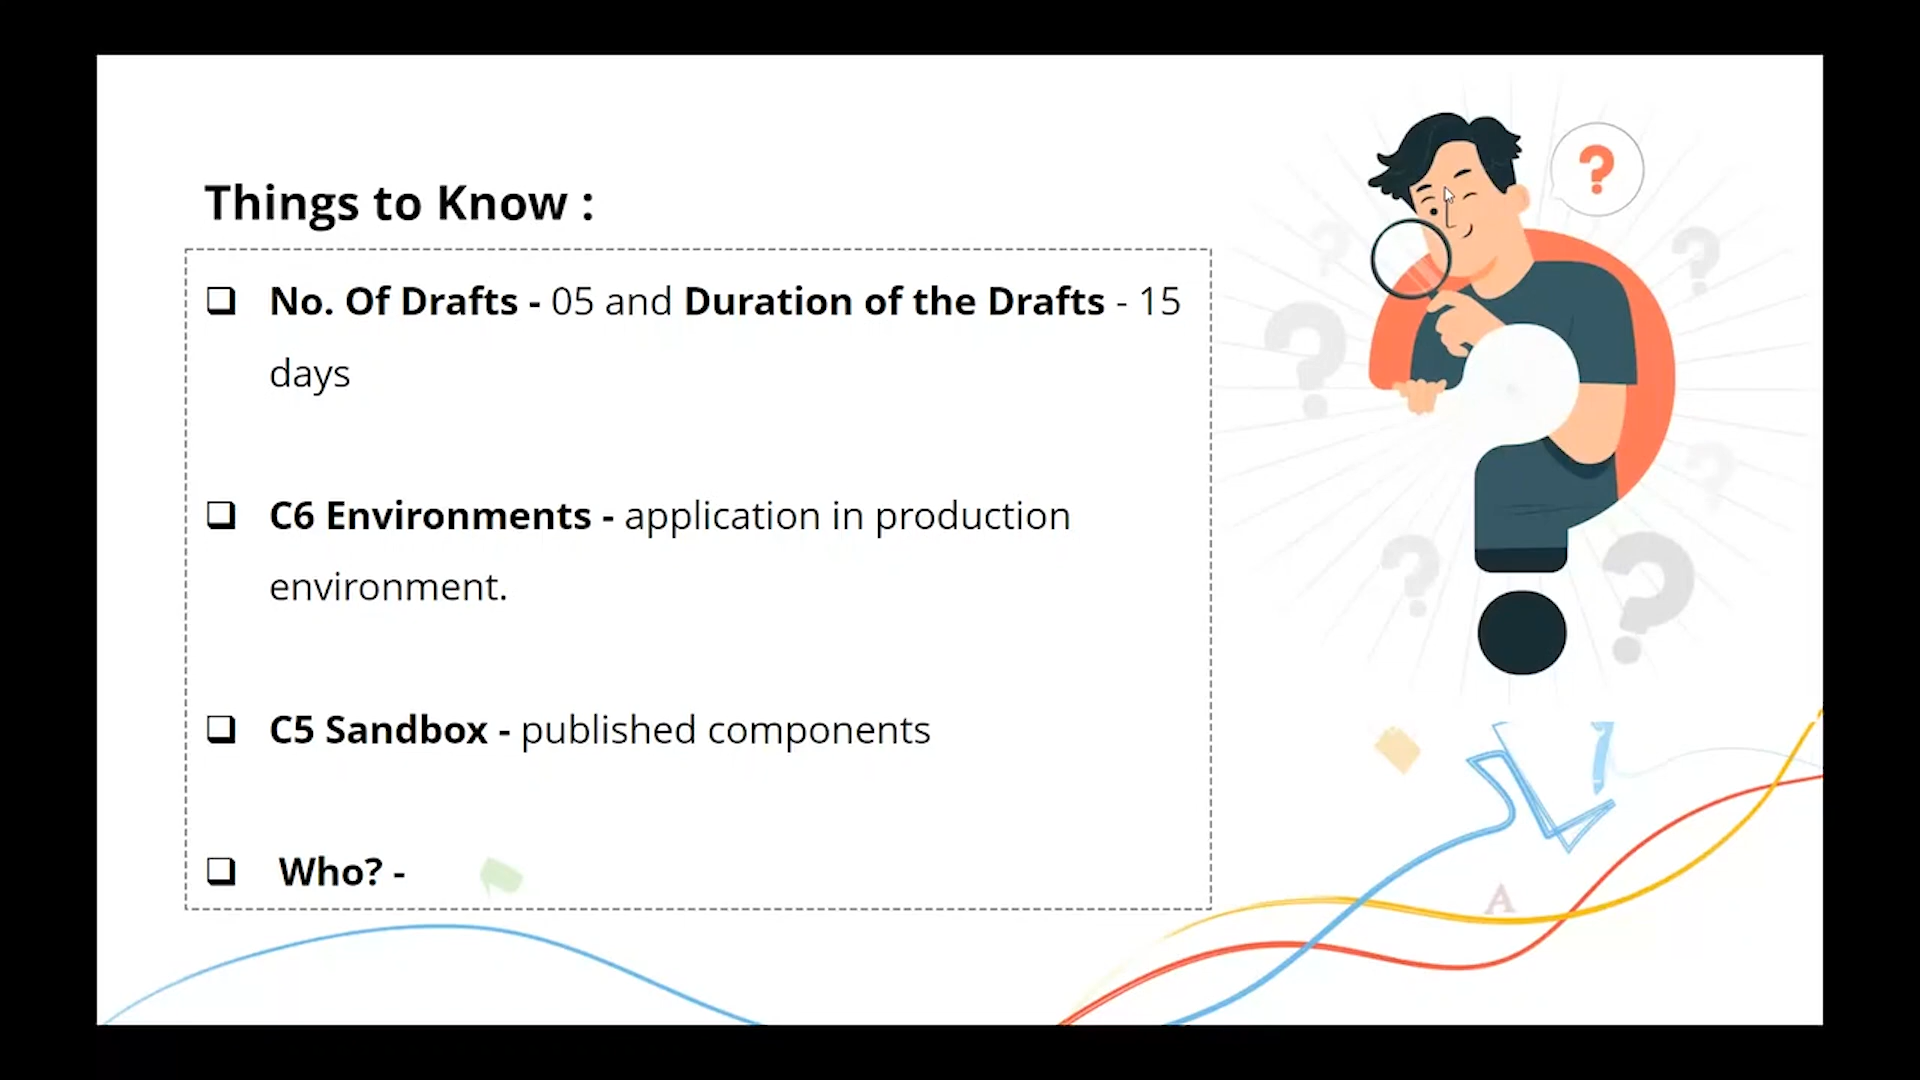 Things to Know :
❑ No. Of Drafts - 05 and Duration of the Drafts - 15
days
❑ C6 Environments - application in production
environment.
❑ C5 Sandbox - published components
❑ Who? -
?
A